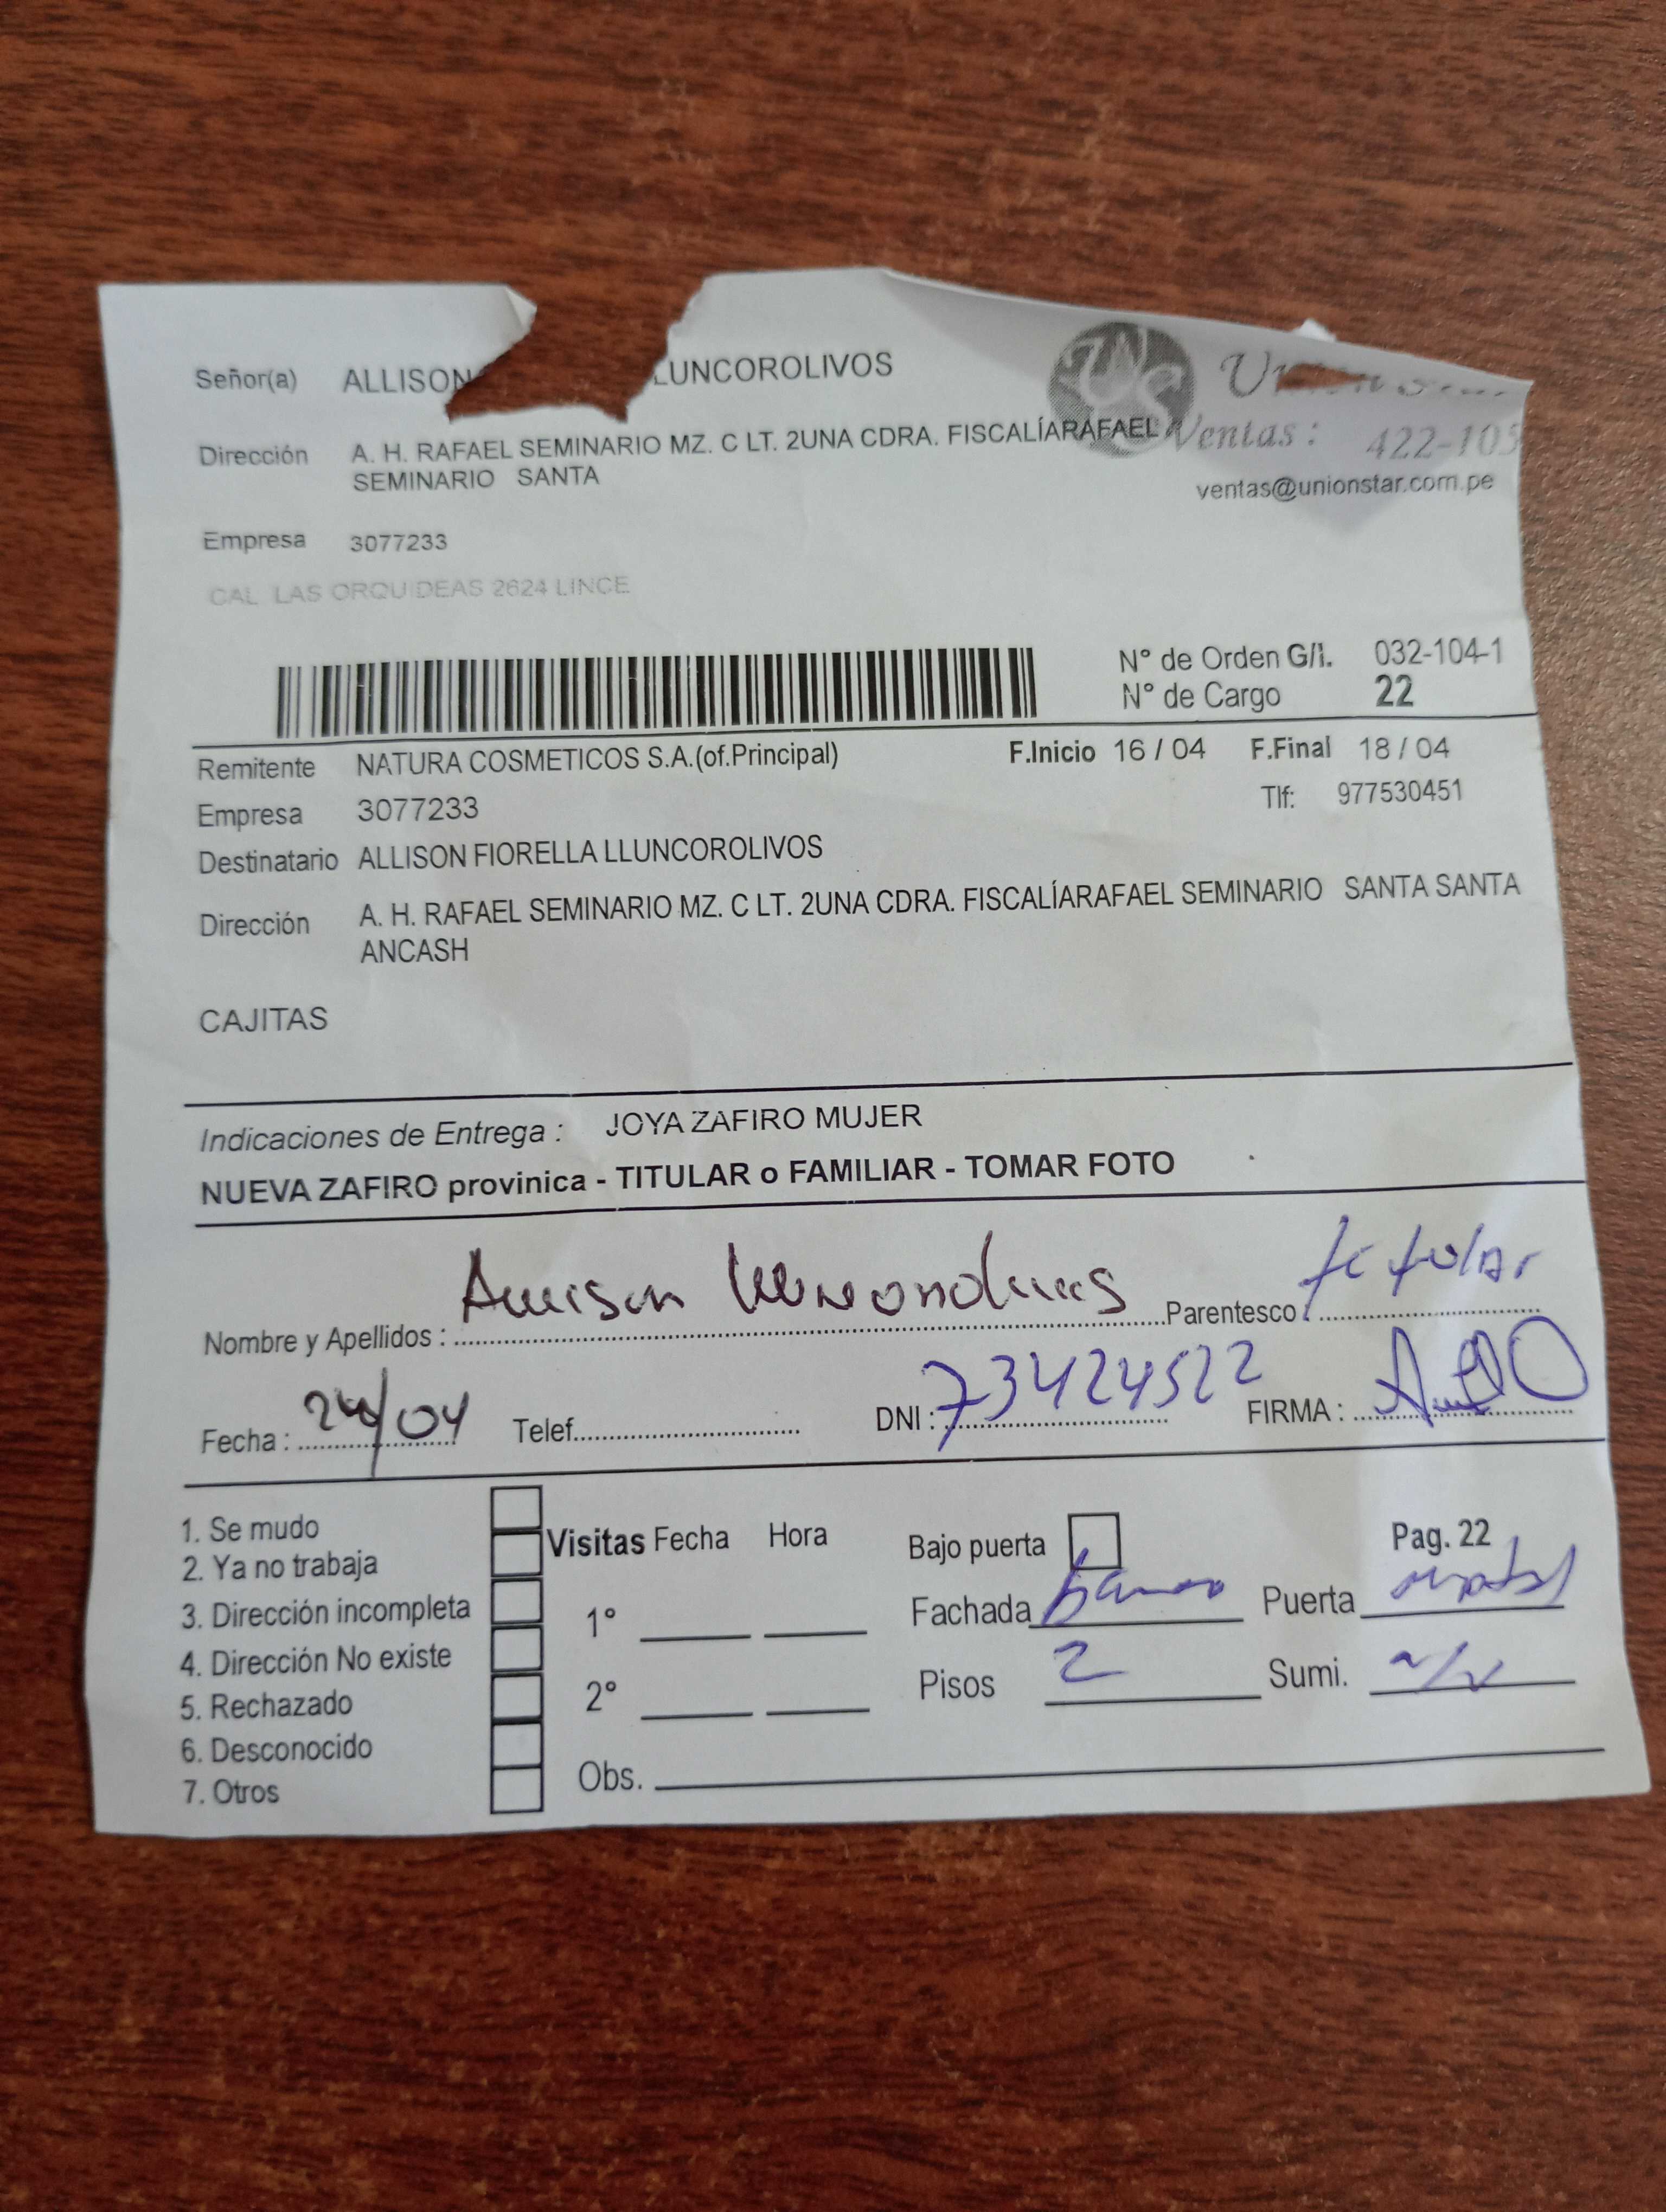 Señor(a) ALLISON LUNCOROLIVOS
Dirección A. H. RAFAEL SEMINARIO MZ. C LT. 2UNA CDRA. FISCALÍARAFAEL
SEMINARIO SANTA
Ventas: 422-105
ventas@unionstar.com.pe
Empresa 3077233
CAL LAS ORQUIDEAS 2624 LINCE
N° de Orden G/I. 032-104-1
N° de Cargo 22
Remitente NATURA COSMETICOS S.A.(of.Principal) F.Inicio 16 / 04 F.Final 18 / 04
Empresa 3077233 Tlf: 977530451
Destinatario ALLISON FIORELLA LLUNCOROLIVOS
Dirección A. H. RAFAEL SEMINARIO MZ. C LT. 2UNA CDRA. FISCALÍARAFAEL SEMINARIO SANTA SANTA
ANCASH
CAJITAS
Indicaciones de Entrega : JOYA ZAFIRO MUJER
NUEVA ZAFIRO provinica - TITULAR o FAMILIAR - TOMAR FOTO
Nombre y Apellidos : Parentesco titular
Fecha : 24/04 Telef. DNI : 73424522 FIRMA :
1. Se mudo
2. Ya no trabaja
3. Dirección incompleta
4. Dirección No existe
5. Rechazado
6. Desconocido
7. Otros
Visitas Fecha Hora
1°
2°
Obs.
Bajo puerta Pag. 22
Fachada Puerta
Pisos 2 Sumi.